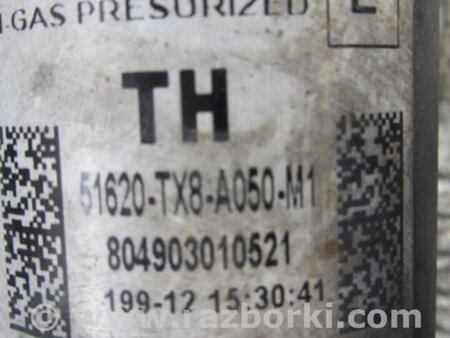 -GAS PRESURIZED
L
TH
51620-TX8-A050-M1
804903010521
199-12 15:30:41
www.razborki.com